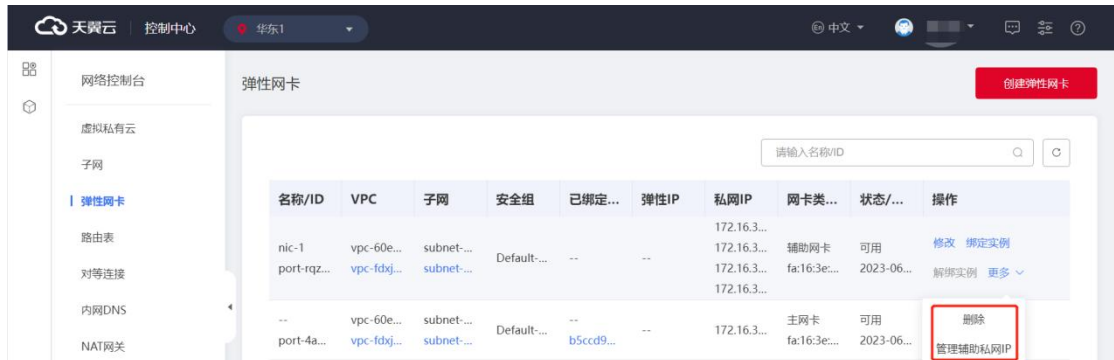 天翼云 控制中心 华东1 En 中文
网络控制台
弹性网卡 创建弹性网卡
虚拟私有云
请输入名称/ID
子网
弹性网卡
名称/ID VPC 子网 安全组 已绑定... 弹性IP 私网IP 网卡类... 状态/... 操作
路由表
172.16.3...
nic-1 vpc-60e... subnet-... 172.16.3... 辅助网卡 可用 修改 绑定实例
Default-... -- --
port-rqz... vpc-fdxj... subnet-... 172.16.3... fa:16:3e:... 2023-06... 解绑实例 更多
172.16.3...
对等连接
内网DNS
-- vpc-60e... subnet-... -- 主网卡 可用 删除
Default-... -- 172.16.3...
port-4a... vpc-fdxj... subnet-... b5ccd9... fa:16:3e:... 2023-06... 管理辅助私网IP
NAT网关